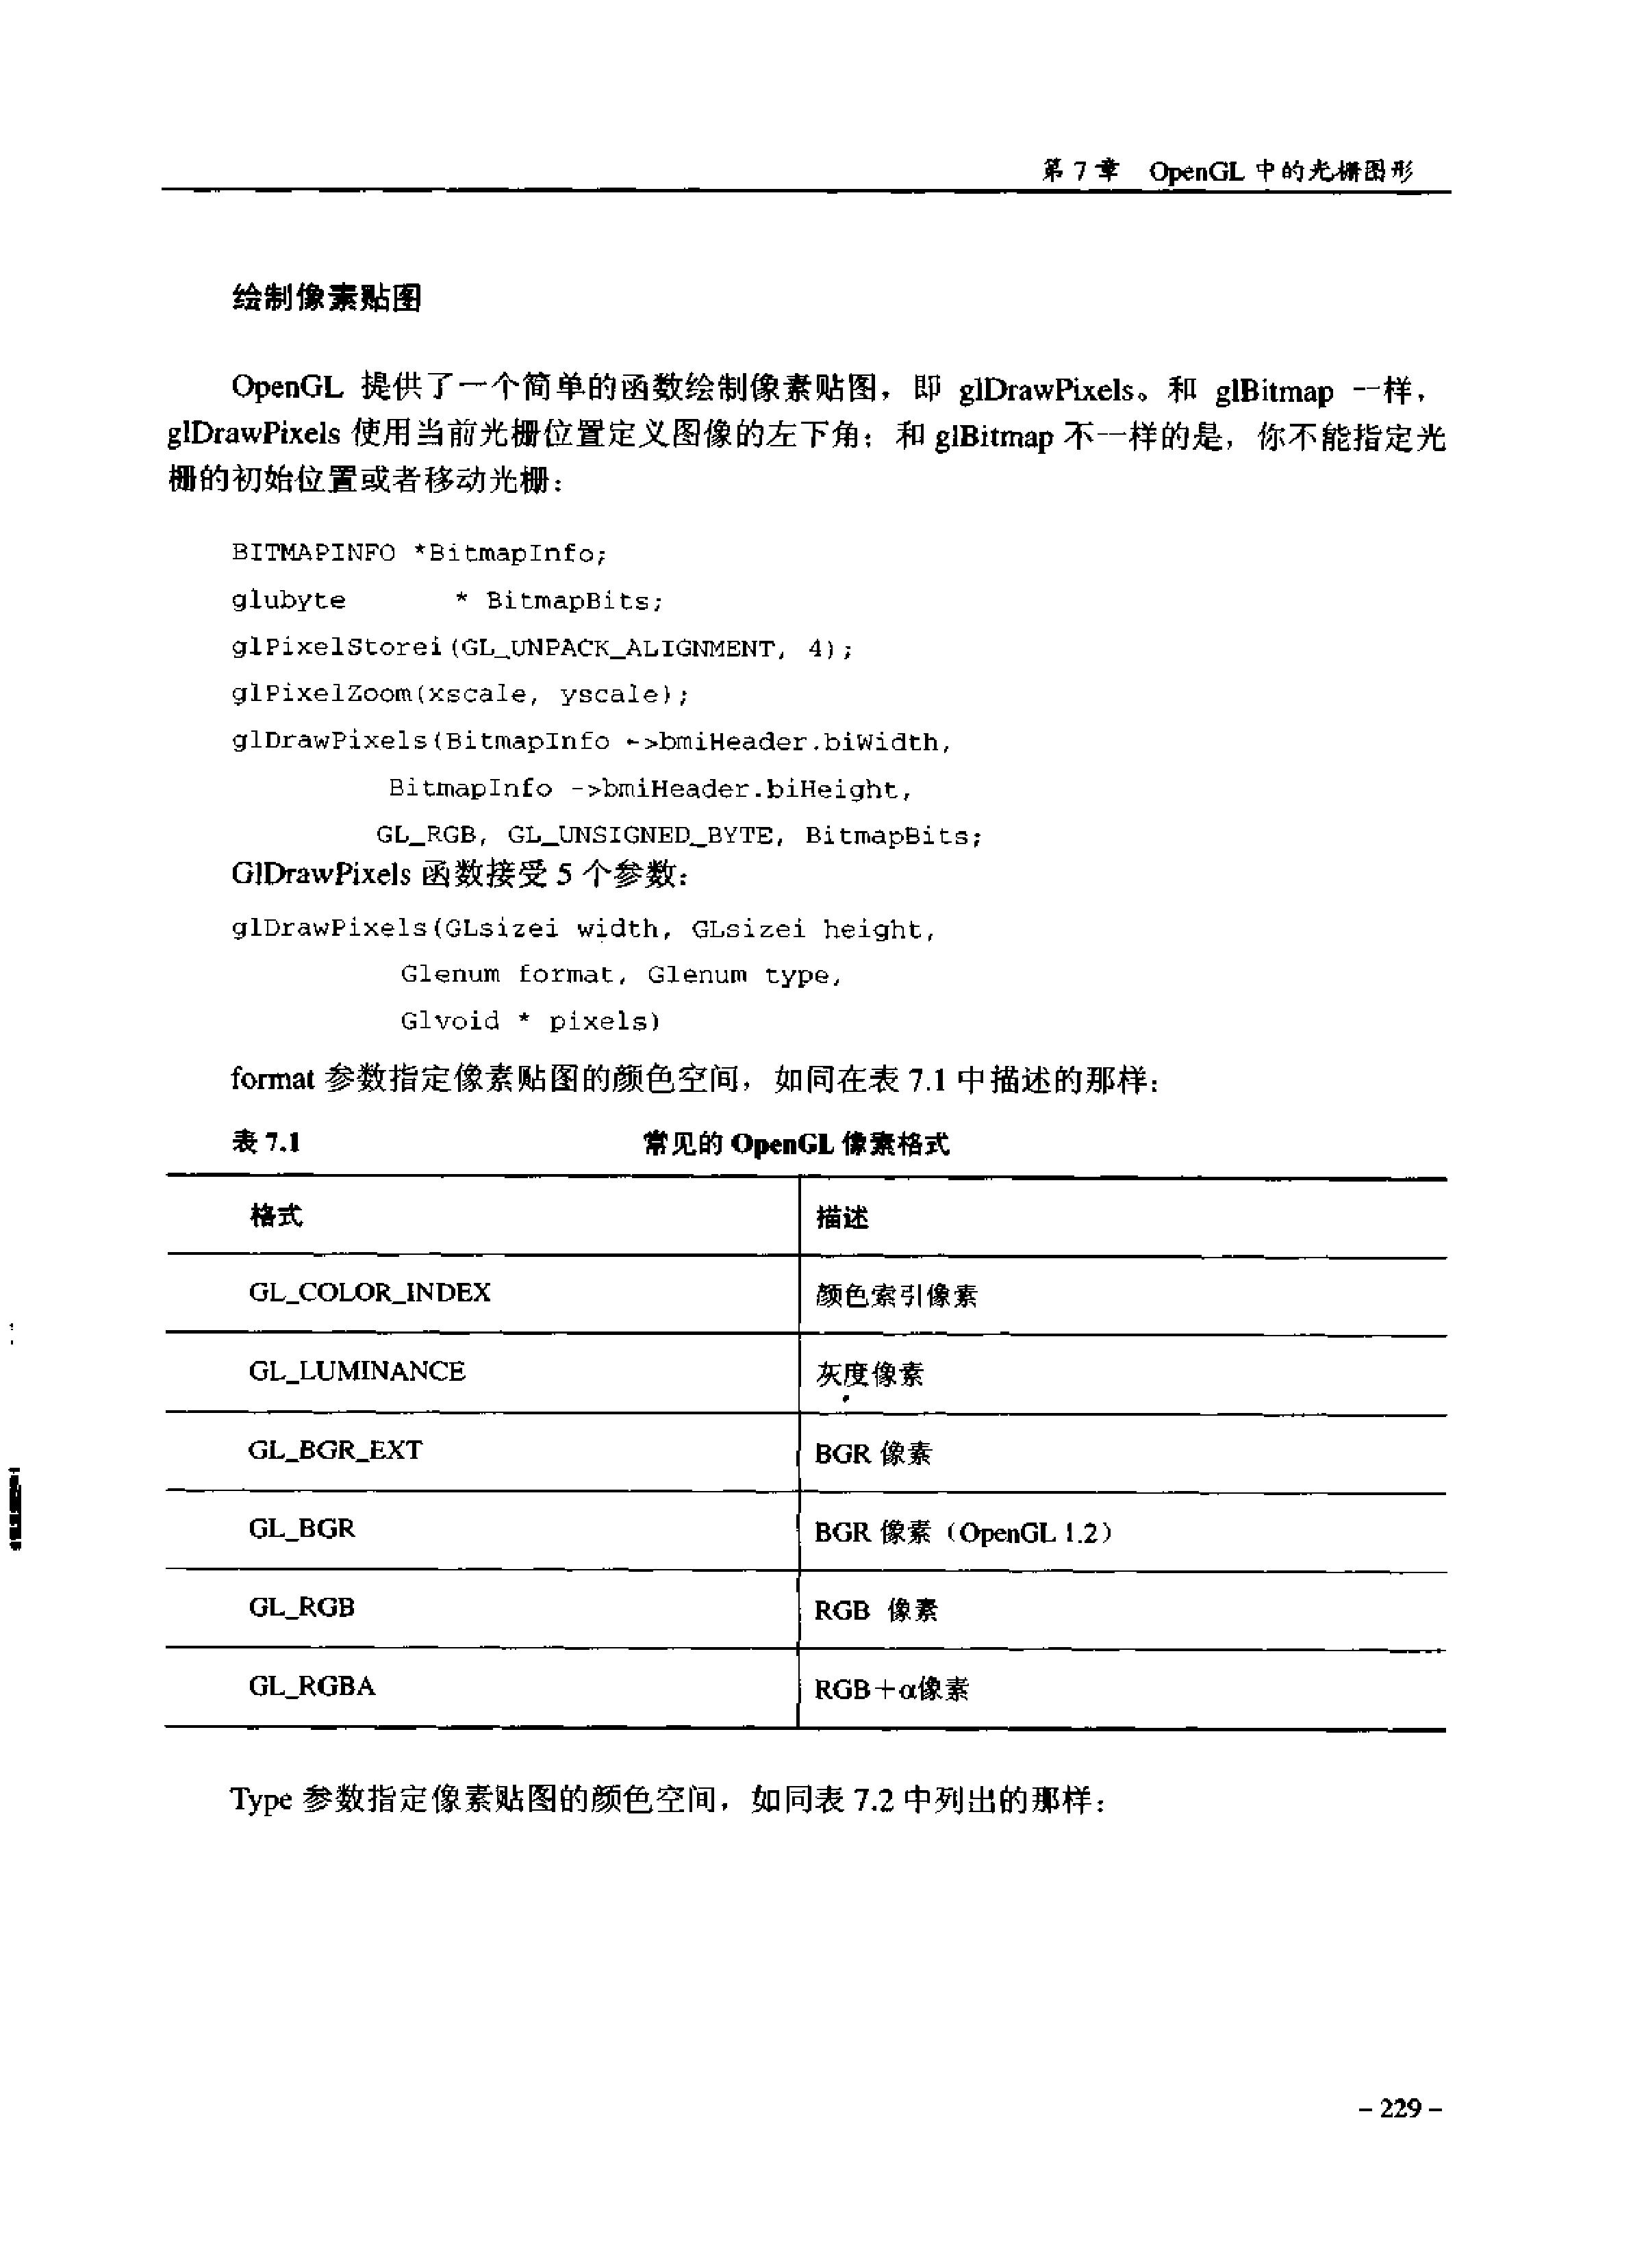 第 7 章 OpenGL 中的光栅图形
绘制像素贴图
OpenGL 提供了一个简单的函数绘制像素贴图，即 glDrawPixels。和 glBitmap 一样，
glDrawPixels 使用当前光栅位置定义图像的左下角；和 glBitmap 不一样的是，你不能指定光
栅的初始位置或者移动光栅：
BITMAPINFO *BitmapInfo;
glubyte * BitmapBits;
glPixelStorei(GL_UNPACK_ALIGNMENT, 4);
glPixelZoom(xscale, yscale);
glDrawPixels(BitmapInfo ->bmiHeader.biWidth,
BitmapInfo ->bmiHeader.biHeight,
GL_RGB, GL_UNSIGNED_BYTE, BitmapBits;
GlDrawPixels 函数接受 5 个参数：
glDrawPixels(GLsizei width, GLsizei height,
Glenum format, Glenum type,
Glvoid * pixels)
format 参数指定像素贴图的颜色空间，如同在表 7.1 中描述的那样：
表 7.1 常见的 OpenGL 像素格式
格式 描述
GL_COLOR_INDEX 颜色索引像素
GL_LUMINANCE 灰度像素
GL_BGR_EXT BGR 像素
GL_BGR BGR 像素（OpenGL 1.2）
GL_RGB RGB 像素
GL_RGBA RGB＋α像素
Type 参数指定像素贴图的颜色空间，如同表 7.2 中列出的那样：
- 229 -